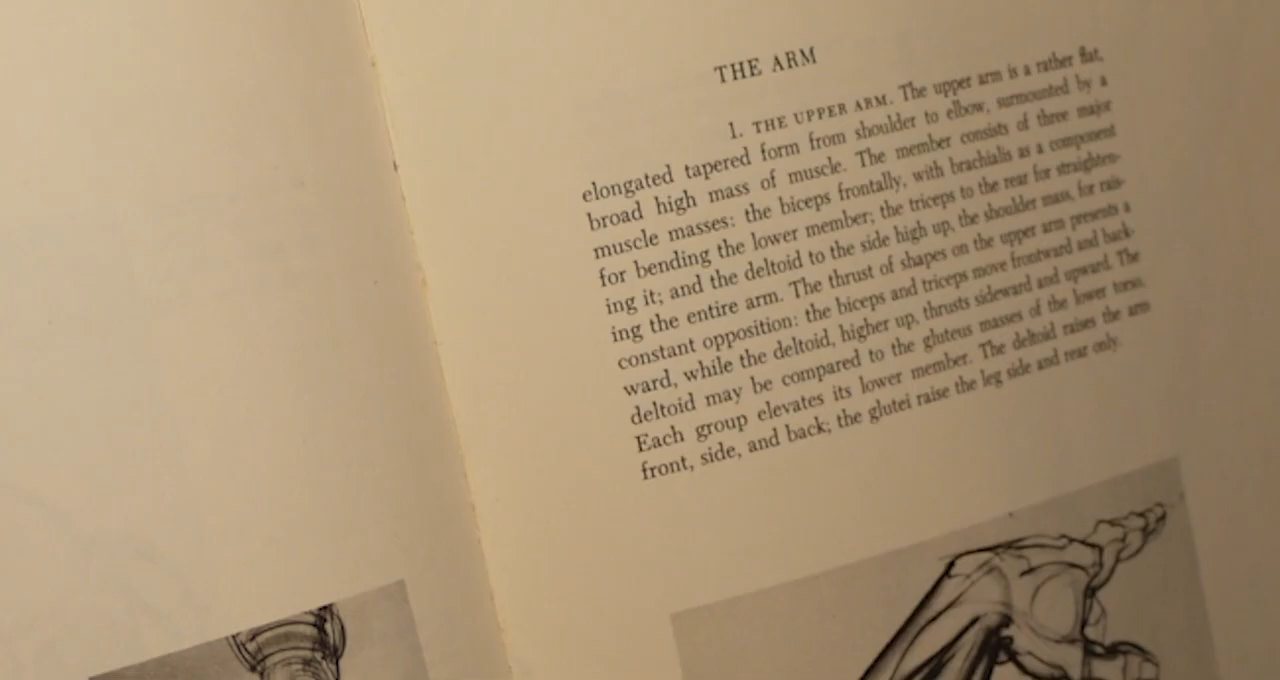 THE ARM
1. THE UPPER ARM. The upper arm is a rather flat,
elongated tapered form from shoulder to elbow, surmounted by a
broad high mass of muscle. The member consists of three major
muscle masses: the biceps frontally, with brachialis as a component
for bending the lower member; the triceps to the rear for straighten-
ing it; and the deltoid to the side high up, the shoulder mass, for rais-
ing the entire arm. The thrust of shapes on the upper arm presents a
constant opposition: the biceps and triceps move frontward and back-
ward, while the deltoid, higher up, thrusts sideward and upward. The
deltoid may be compared to the gluteus masses of the lower torso.
Each group elevates its lower member. The deltoid raises the arm
front, side, and back; the glutei raise the leg side and rear only.